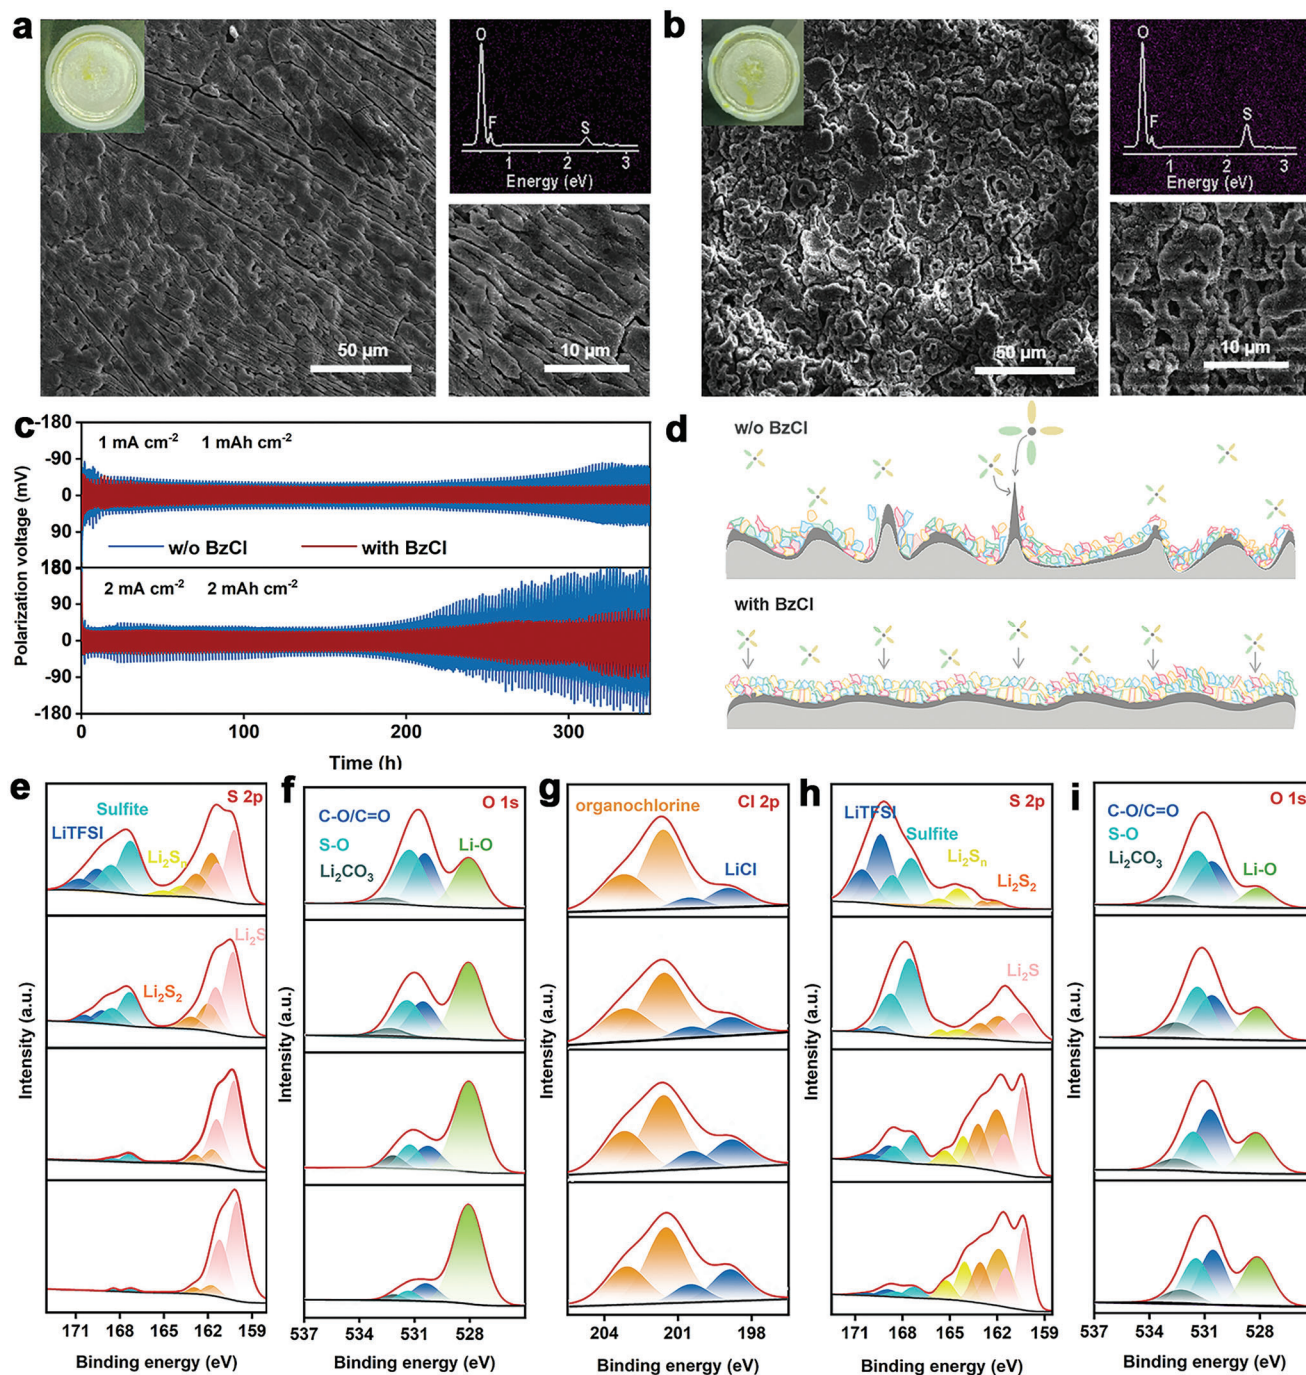 a
O
F
S
1
2
3
Energy (eV)
50 µm
10 µm
b
O
F
S
1
2
3
Energy (eV)
50 µm
10 µm
c
-180
-90
0
90
180
90
0
-90
-180
Polarization voltage (mV)
1 mA cm⁻² 1 mAh cm⁻²
w/o BzCl
with BzCl
2 mA cm⁻² 2 mAh cm⁻²
0
100
200
300
Time (h)
d
w/o BzCl
with BzCl
e
S 2p
Sulfite
LiTFSI
Li₂Sₙ
Li₂S
Li₂S₂
Intensity (a.u.)
171 168 165 162 159
Binding energy (eV)
f
O 1s
C-O/C=O
S-O
Li₂CO₃
Li-O
Intensity (a.u.)
537 534 531 528
Binding energy (eV)
g
Cl 2p
organochlorine
LiCl
Intensity (a.u.)
204 201 198
Binding energy (eV)
h
S 2p
LiTFSI
Sulfite
Li₂Sₙ
Li₂S₂
Li₂S
Intensity (a.u.)
171 168 165 162 159
Binding energy (eV)
i
O 1s
C-O/C=O
S-O
Li₂CO₃
Li-O
Intensity (a.u.)
537 534 531 528
Binding energy (eV)